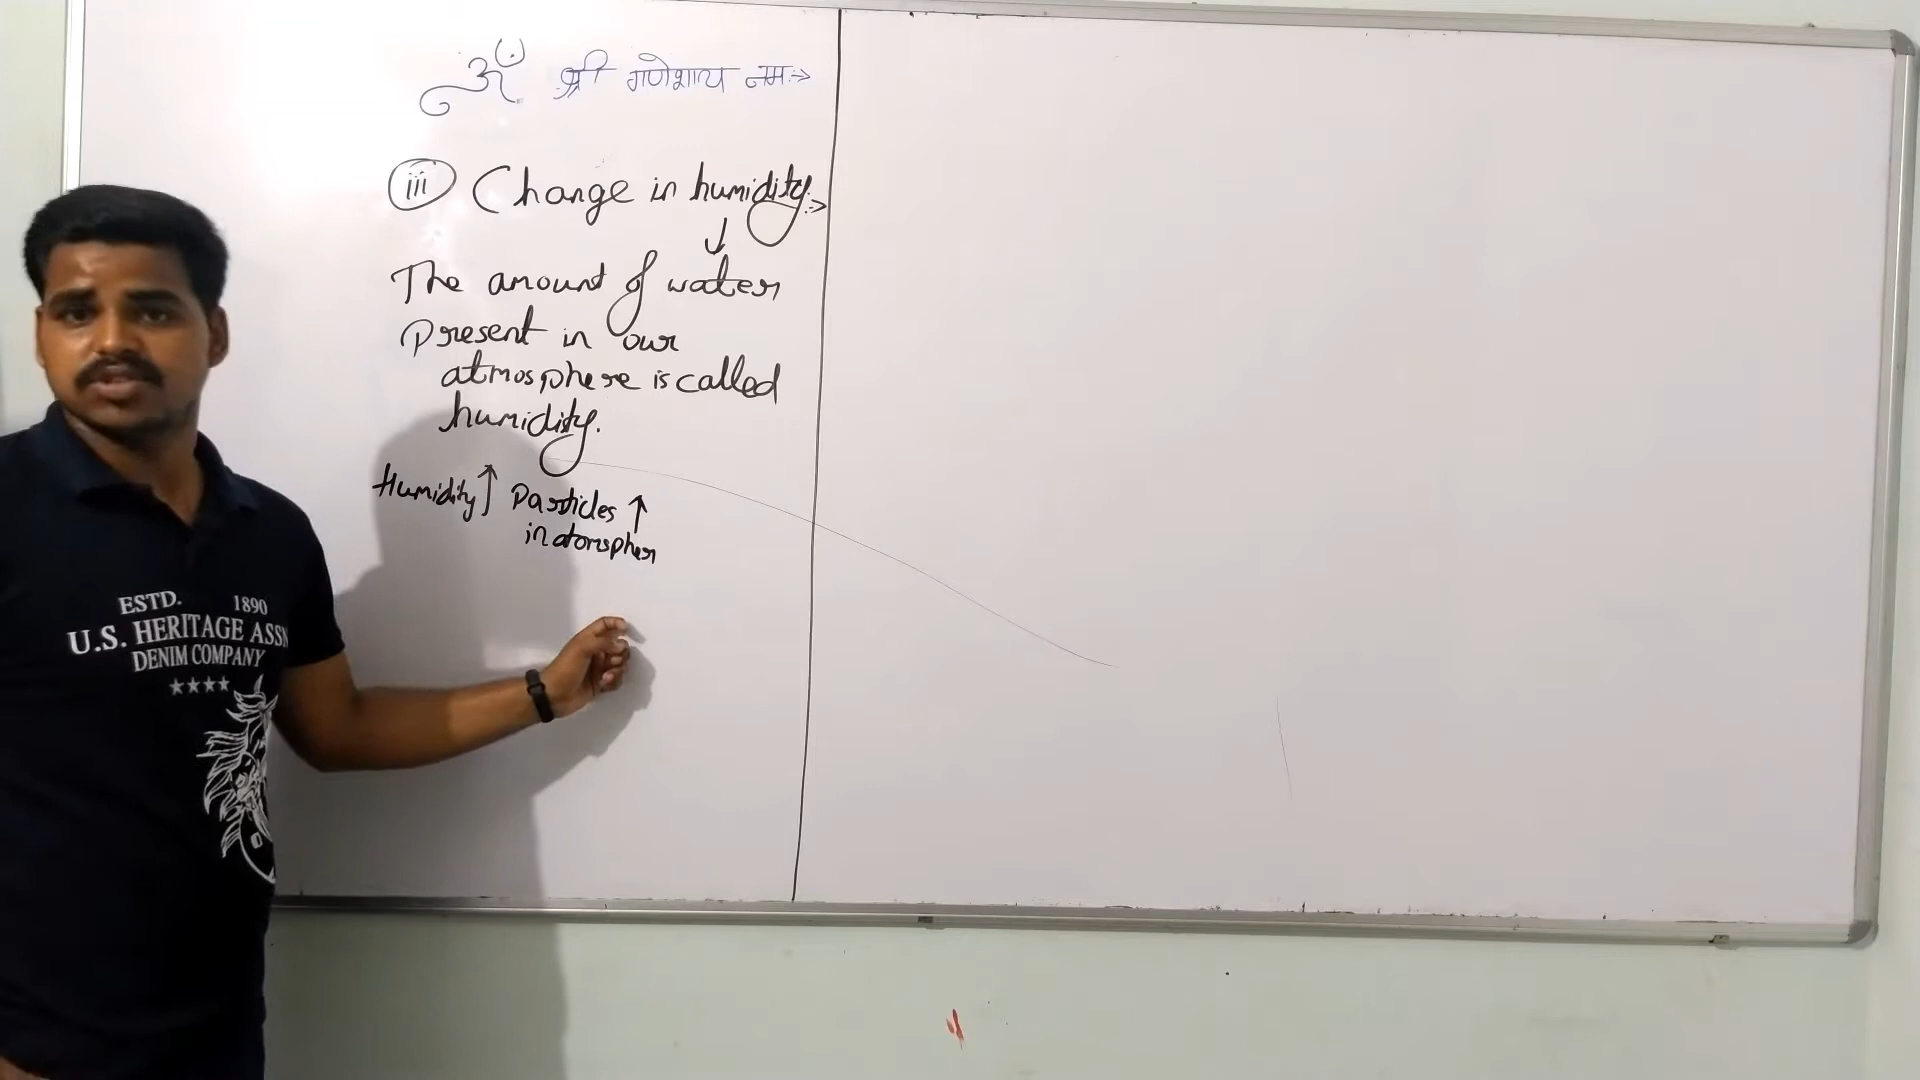 ॐ श्री गणेशाय नमः
iii Change in humidity :->
↓
The amount of water
present in our
atmosphere is called
humidity.
Humidity ↑ Particles ↑
in atomspher
ESTD. 1890
U.S. HERITAGE ASSN
DENIM COMPANY